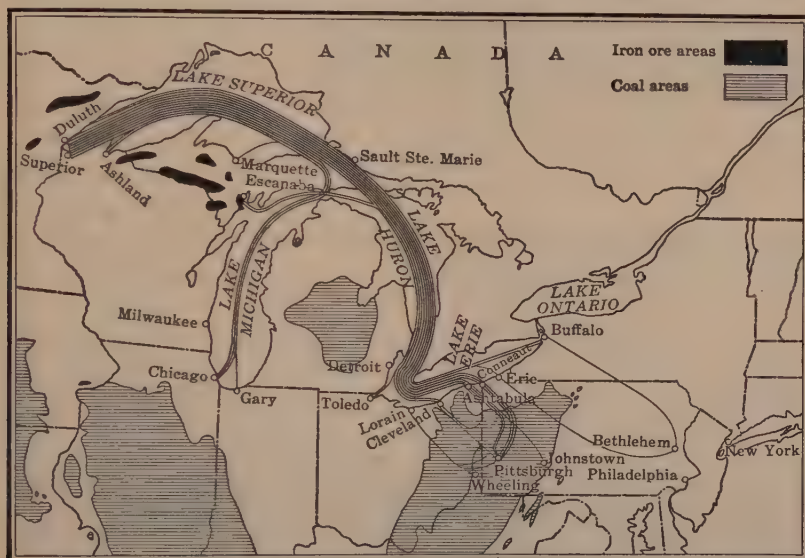 CANADA
Iron ore areas
Coal areas
LAKE SUPERIOR
Duluth
Superior
Ashland
Marquette
Escanaba
Sault Ste. Marie
LAKE
HURON
LAKE
MICHIGAN
LAKE
ONTARIO
Milwaukee
Buffalo
LAKE
ERIE
Conneaut
Detroit
Erie
Chicago
Ashtabula
Gary
Toledo
Lorain
Cleveland
Bethlehem
New York
Johnstown
Pittsburgh
Philadelphia
Wheeling